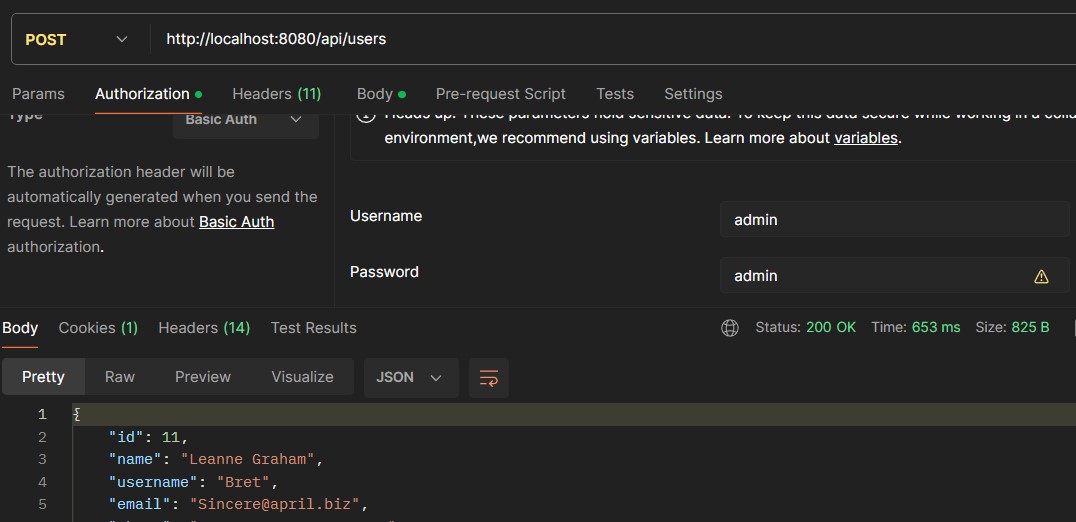 POST
http://localhost:8080/api/users
Params
Authorization
Headers (11)
Body
Pre-request Script
Tests
Settings
Type
Basic Auth
Heads up! These parameters hold sensitive data. To keep this data secure while working in a
environment,we recommend using variables. Learn more about variables.
The authorization header will be
automatically generated when you send the
request. Learn more about Basic Auth
authorization.
Username
admin
Password
admin
Body
Cookies (1)
Headers (14)
Test Results
Status: 200 OK
Time: 653 ms
Size: 825 B
Pretty
Raw
Preview
Visualize
JSON
1 {
2 "id": 11,
3 "name": "Leanne Graham",
4 "username": "Bret",
5 "email": "Sincere@april.biz",